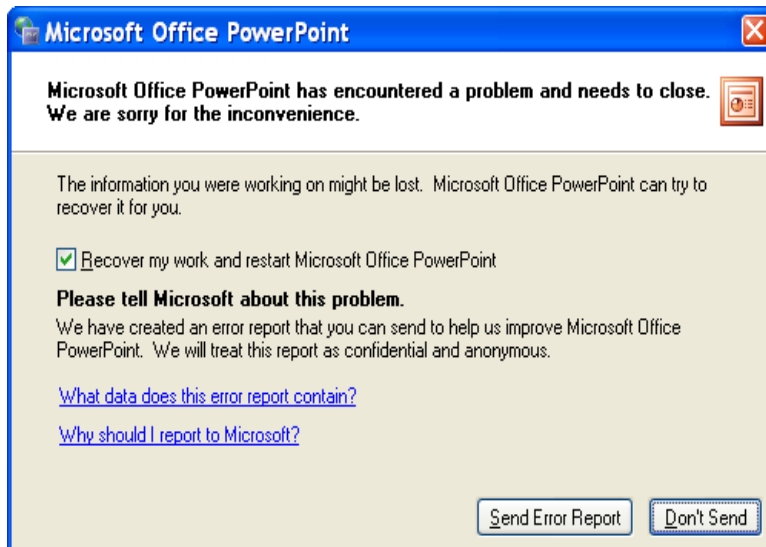 Microsoft Office PowerPoint
Microsoft Office PowerPoint has encountered a problem and needs to close.
We are sorry for the inconvenience.
The information you were working on might be lost. Microsoft Office PowerPoint can try to
recover it for you.
Recover my work and restart Microsoft Office PowerPoint
Please tell Microsoft about this problem.
We have created an error report that you can send to help us improve Microsoft Office
PowerPoint. We will treat this report as confidential and anonymous.
What data does this error report contain?
Why should I report to Microsoft?
Send Error Report Don't Send